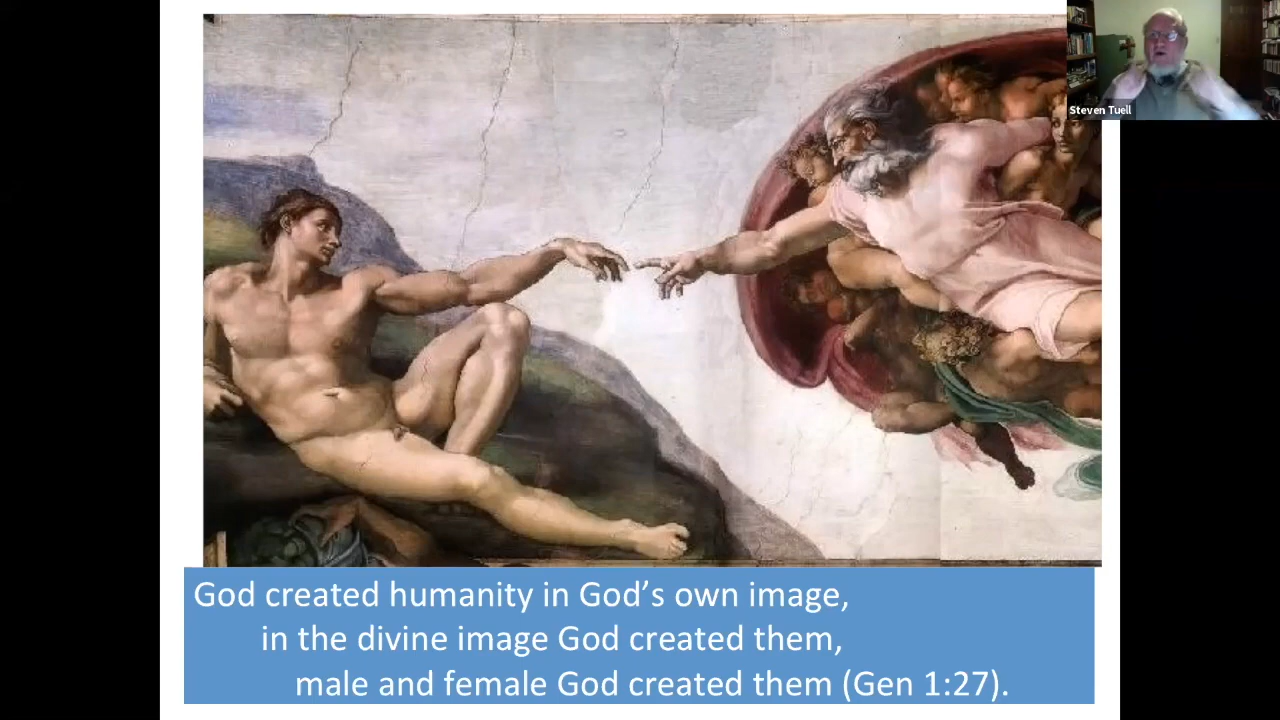 Steven Tuell
God created humanity in God’s own image,
in the divine image God created them,
male and female God created them (Gen 1:27).